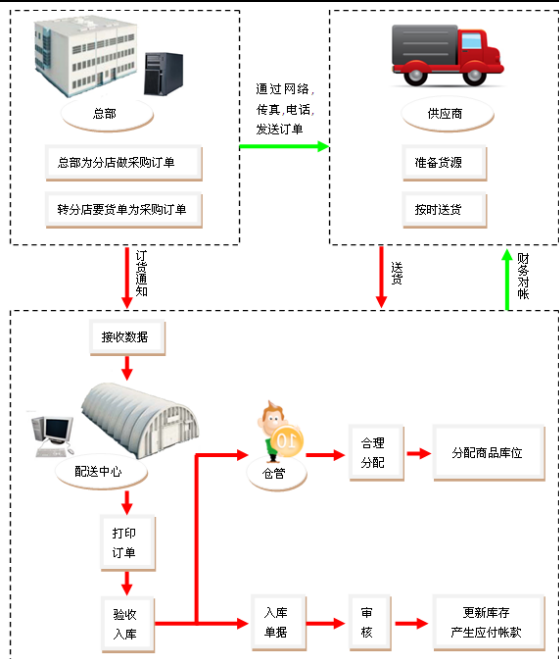 总部
总部为分店做采购订单
转分店要货单为采购订单
通过网络,
传真,电话,
发送订单
供应商
准备货源
按时送货
订货通知
送货
财务对帐
接收数据
配送中心
打印
订单
验收
入库
10
仓管
合理
分配
分配商品库位
入库
单据
审
核
更新库存
产生应付帐款